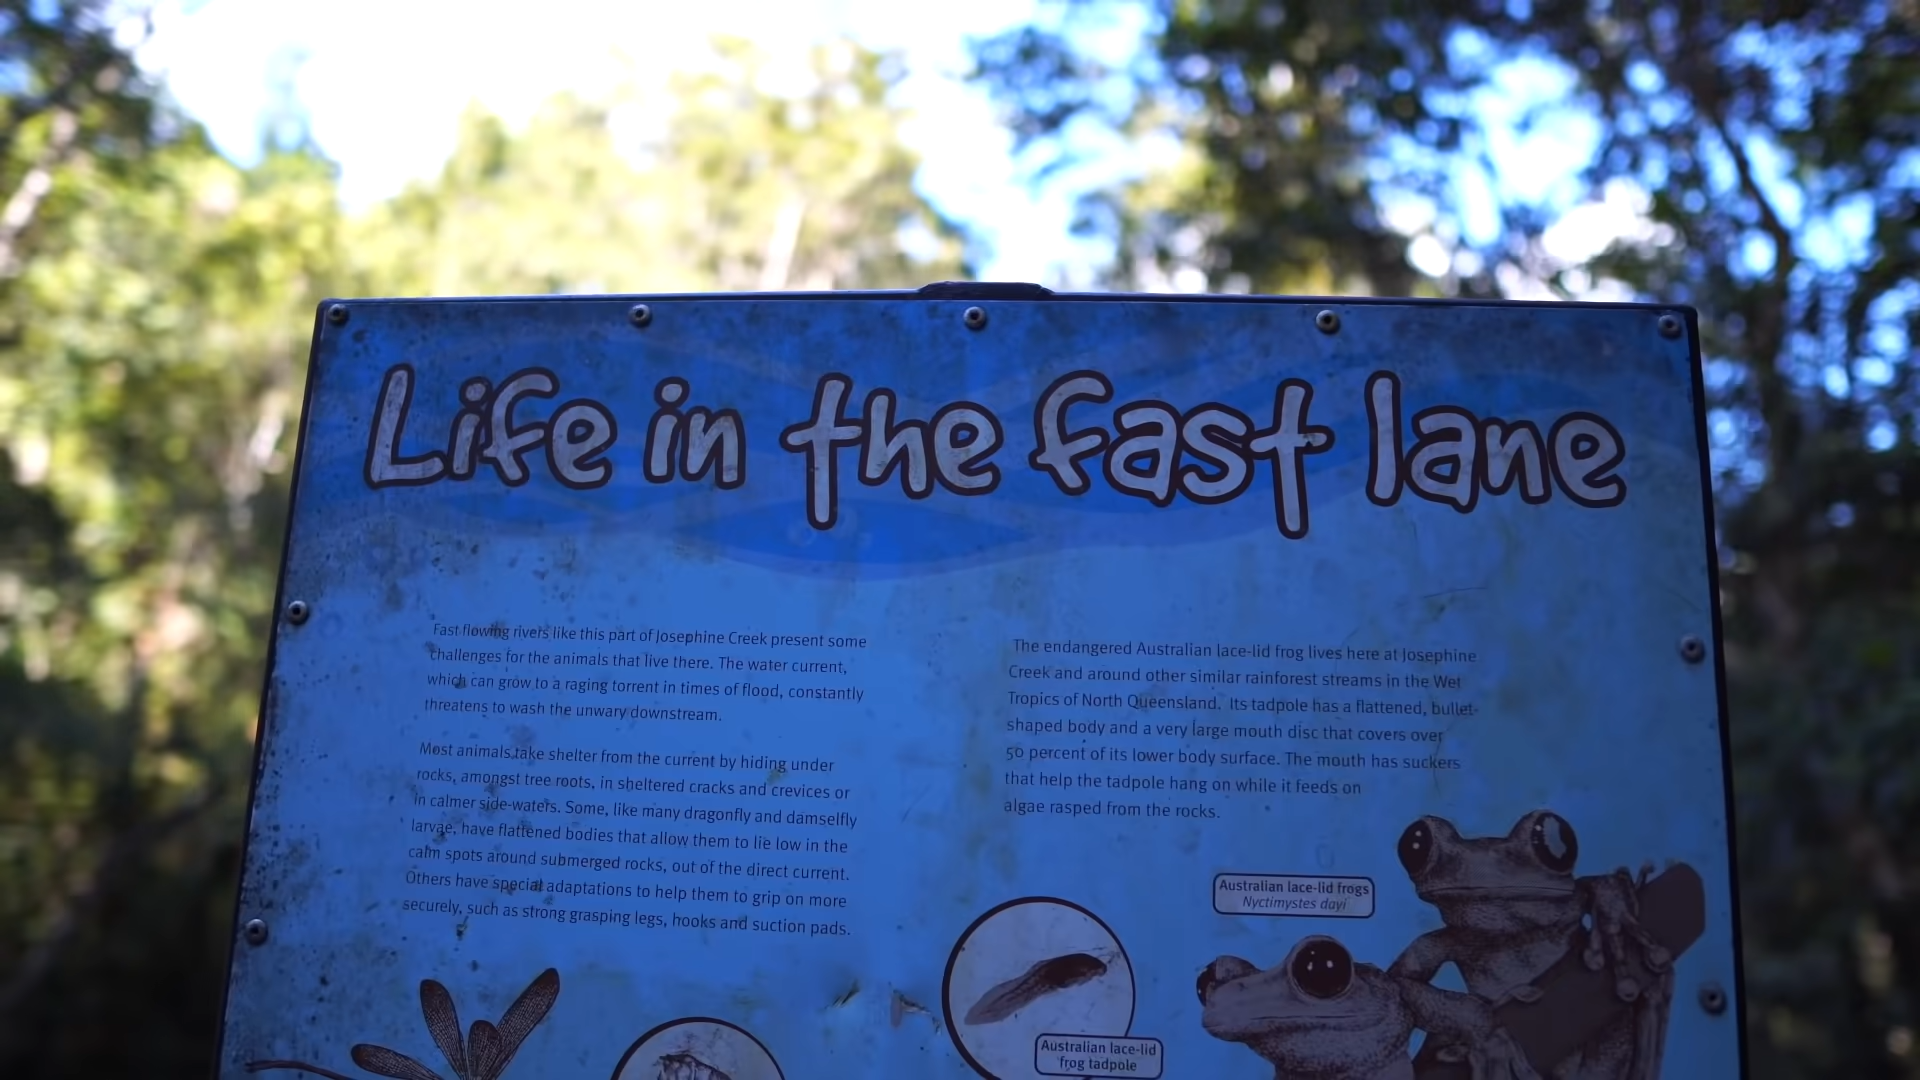 Life in the fast lane
Fast flowing rivers like this part of Josephine Creek present some
challenges for the animals that live there. The water current,
which can grow to a raging torrent in times of flood, constantly
threatens to wash the unwary downstream.
Most animals take shelter from the current by hiding under
rocks, amongst tree roots, in sheltered cracks and crevices or
in calmer side-waters. Some, like many dragonfly and damselfly
larvae, have flattened bodies that allow them to lie low in the
calm spots around submerged rocks, out of the direct current.
Others have special adaptations to help them to grip on more
securely, such as strong grasping legs, hooks and suction pads.
The endangered Australian lace-lid frog lives here at Josephine
Creek and around other similar rainforest streams in the Wet
Tropics of North Queensland. Its tadpole has a flattened, bullet-
shaped body and a very large mouth disc that covers over
50 percent of its lower body surface. The mouth has suckers
that help the tadpole hang on while it feeds on
algae rasped from the rocks.
Australian lace-lid frogs
Nyctimystes dayi
Australian lace-lid
frog tadpole